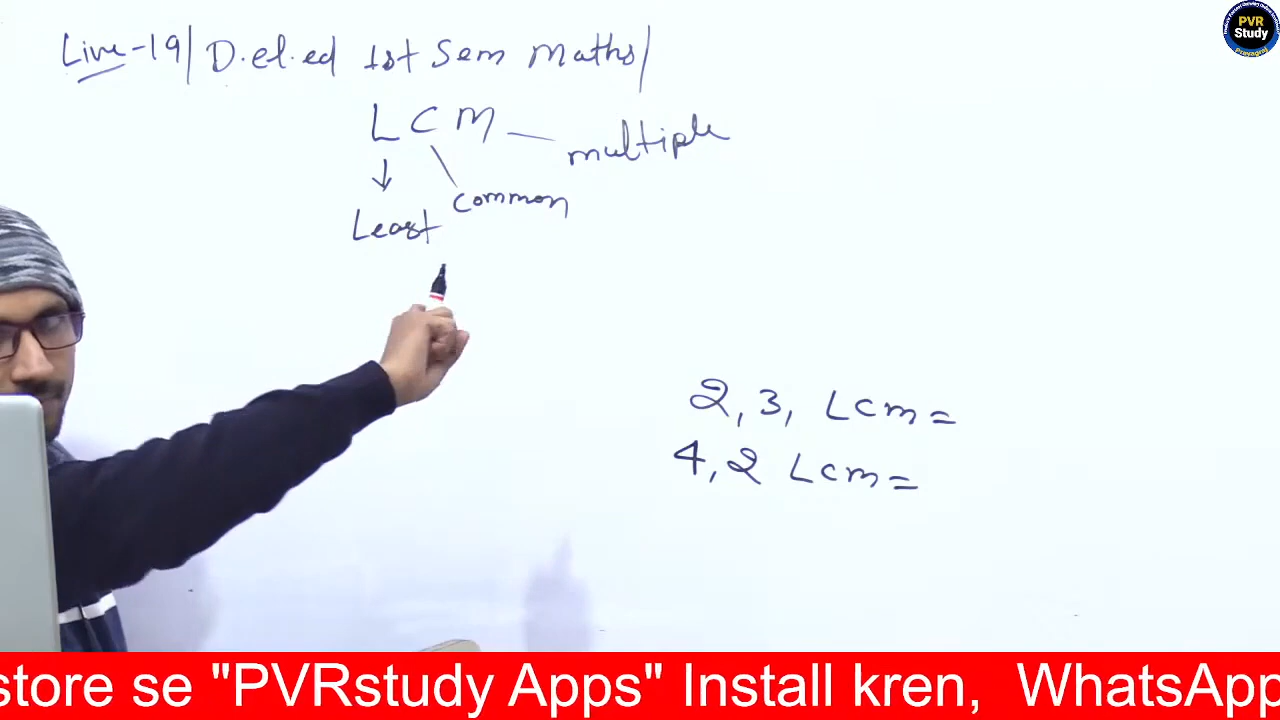 Live-19/ D.el.ed 1st Sem Maths/
LCM
multiple
common
Least
2, 3, LCM=
4, 2 LCM=
PVR
Study
Prayagraj
store se "PVRstudy Apps" Install kren, WhatsApp